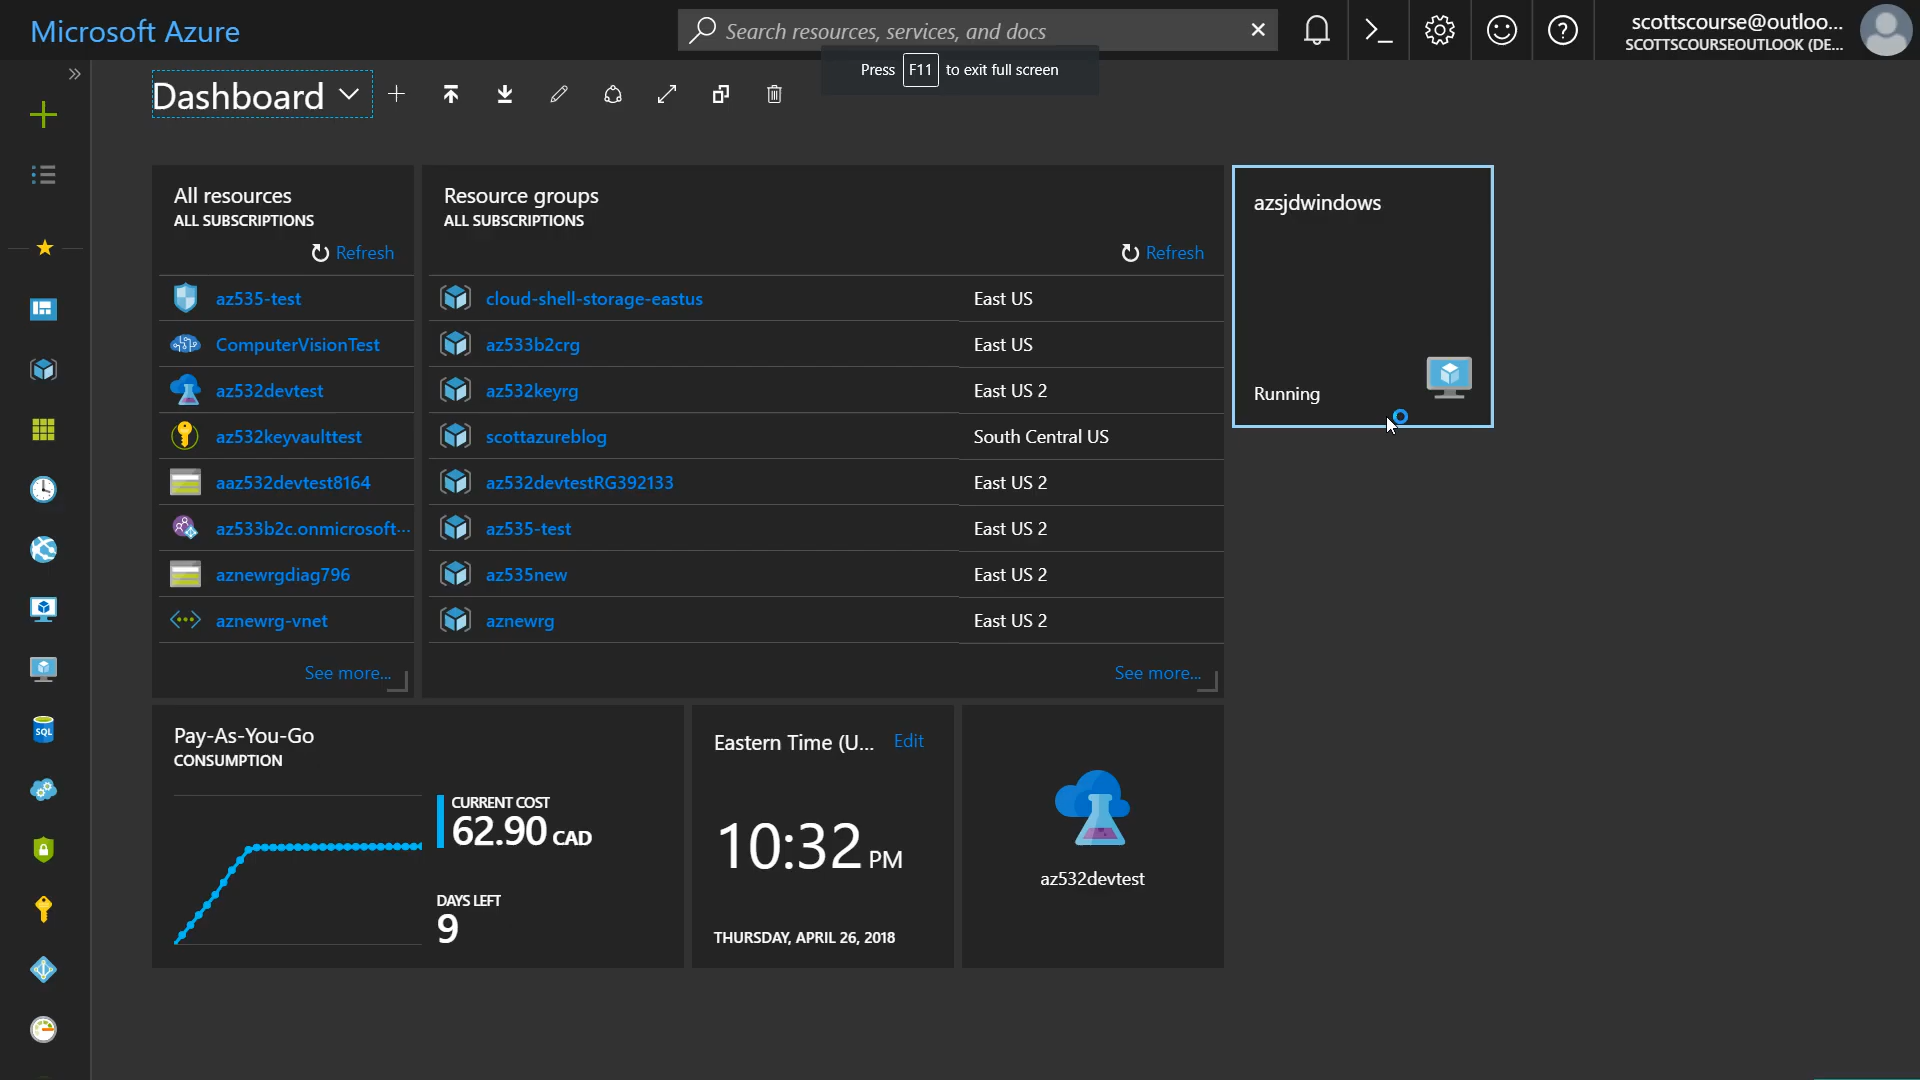 Microsoft Azure
Search resources, services, and docs
scottscourse@outloo...
SCOTTSCOURSEOUTLOOK (DE...
Press F11 to exit full screen
Dashboard
All resources
ALL SUBSCRIPTIONS
Refresh
az535-test
ComputerVisionTest
az532devtest
az532keyvaulttest
aaz532devtest8164
az533b2c.onmicrosoft...
aznewrgdiag796
aznewrg-vnet
See more...
Resource groups
ALL SUBSCRIPTIONS
Refresh
cloud-shell-storage-eastus East US
az533b2crg East US
az532keyrg East US 2
scottazureblog South Central US
az532devtestRG392133 East US 2
az535-test East US 2
az535new East US 2
aznewrg East US 2
See more...
azsjdwindows
Running
Pay-As-You-Go
CONSUMPTION
CURRENT COST
62.90 CAD
DAYS LEFT
9
Eastern Time (U... Edit
10:32 PM
THURSDAY, APRIL 26, 2018
az532devtest
SQL